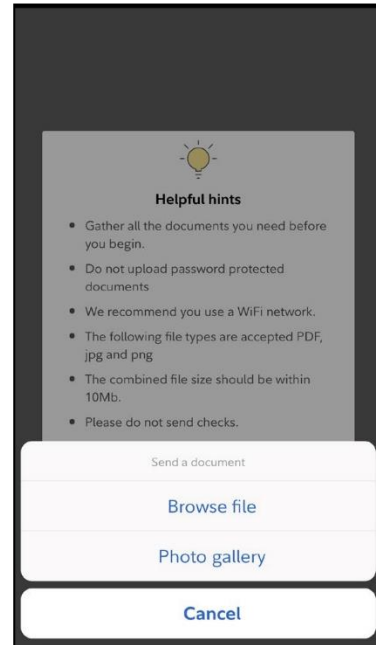 Helpful hints
• Gather all the documents you need before
you begin.
• Do not upload password protected
documents
• We recommend you use a WiFi network.
• The following file types are accepted PDF,
jpg and png
• The combined file size should be within
10Mb.
• Please do not send checks.
Send a document
Browse file
Photo gallery
Cancel